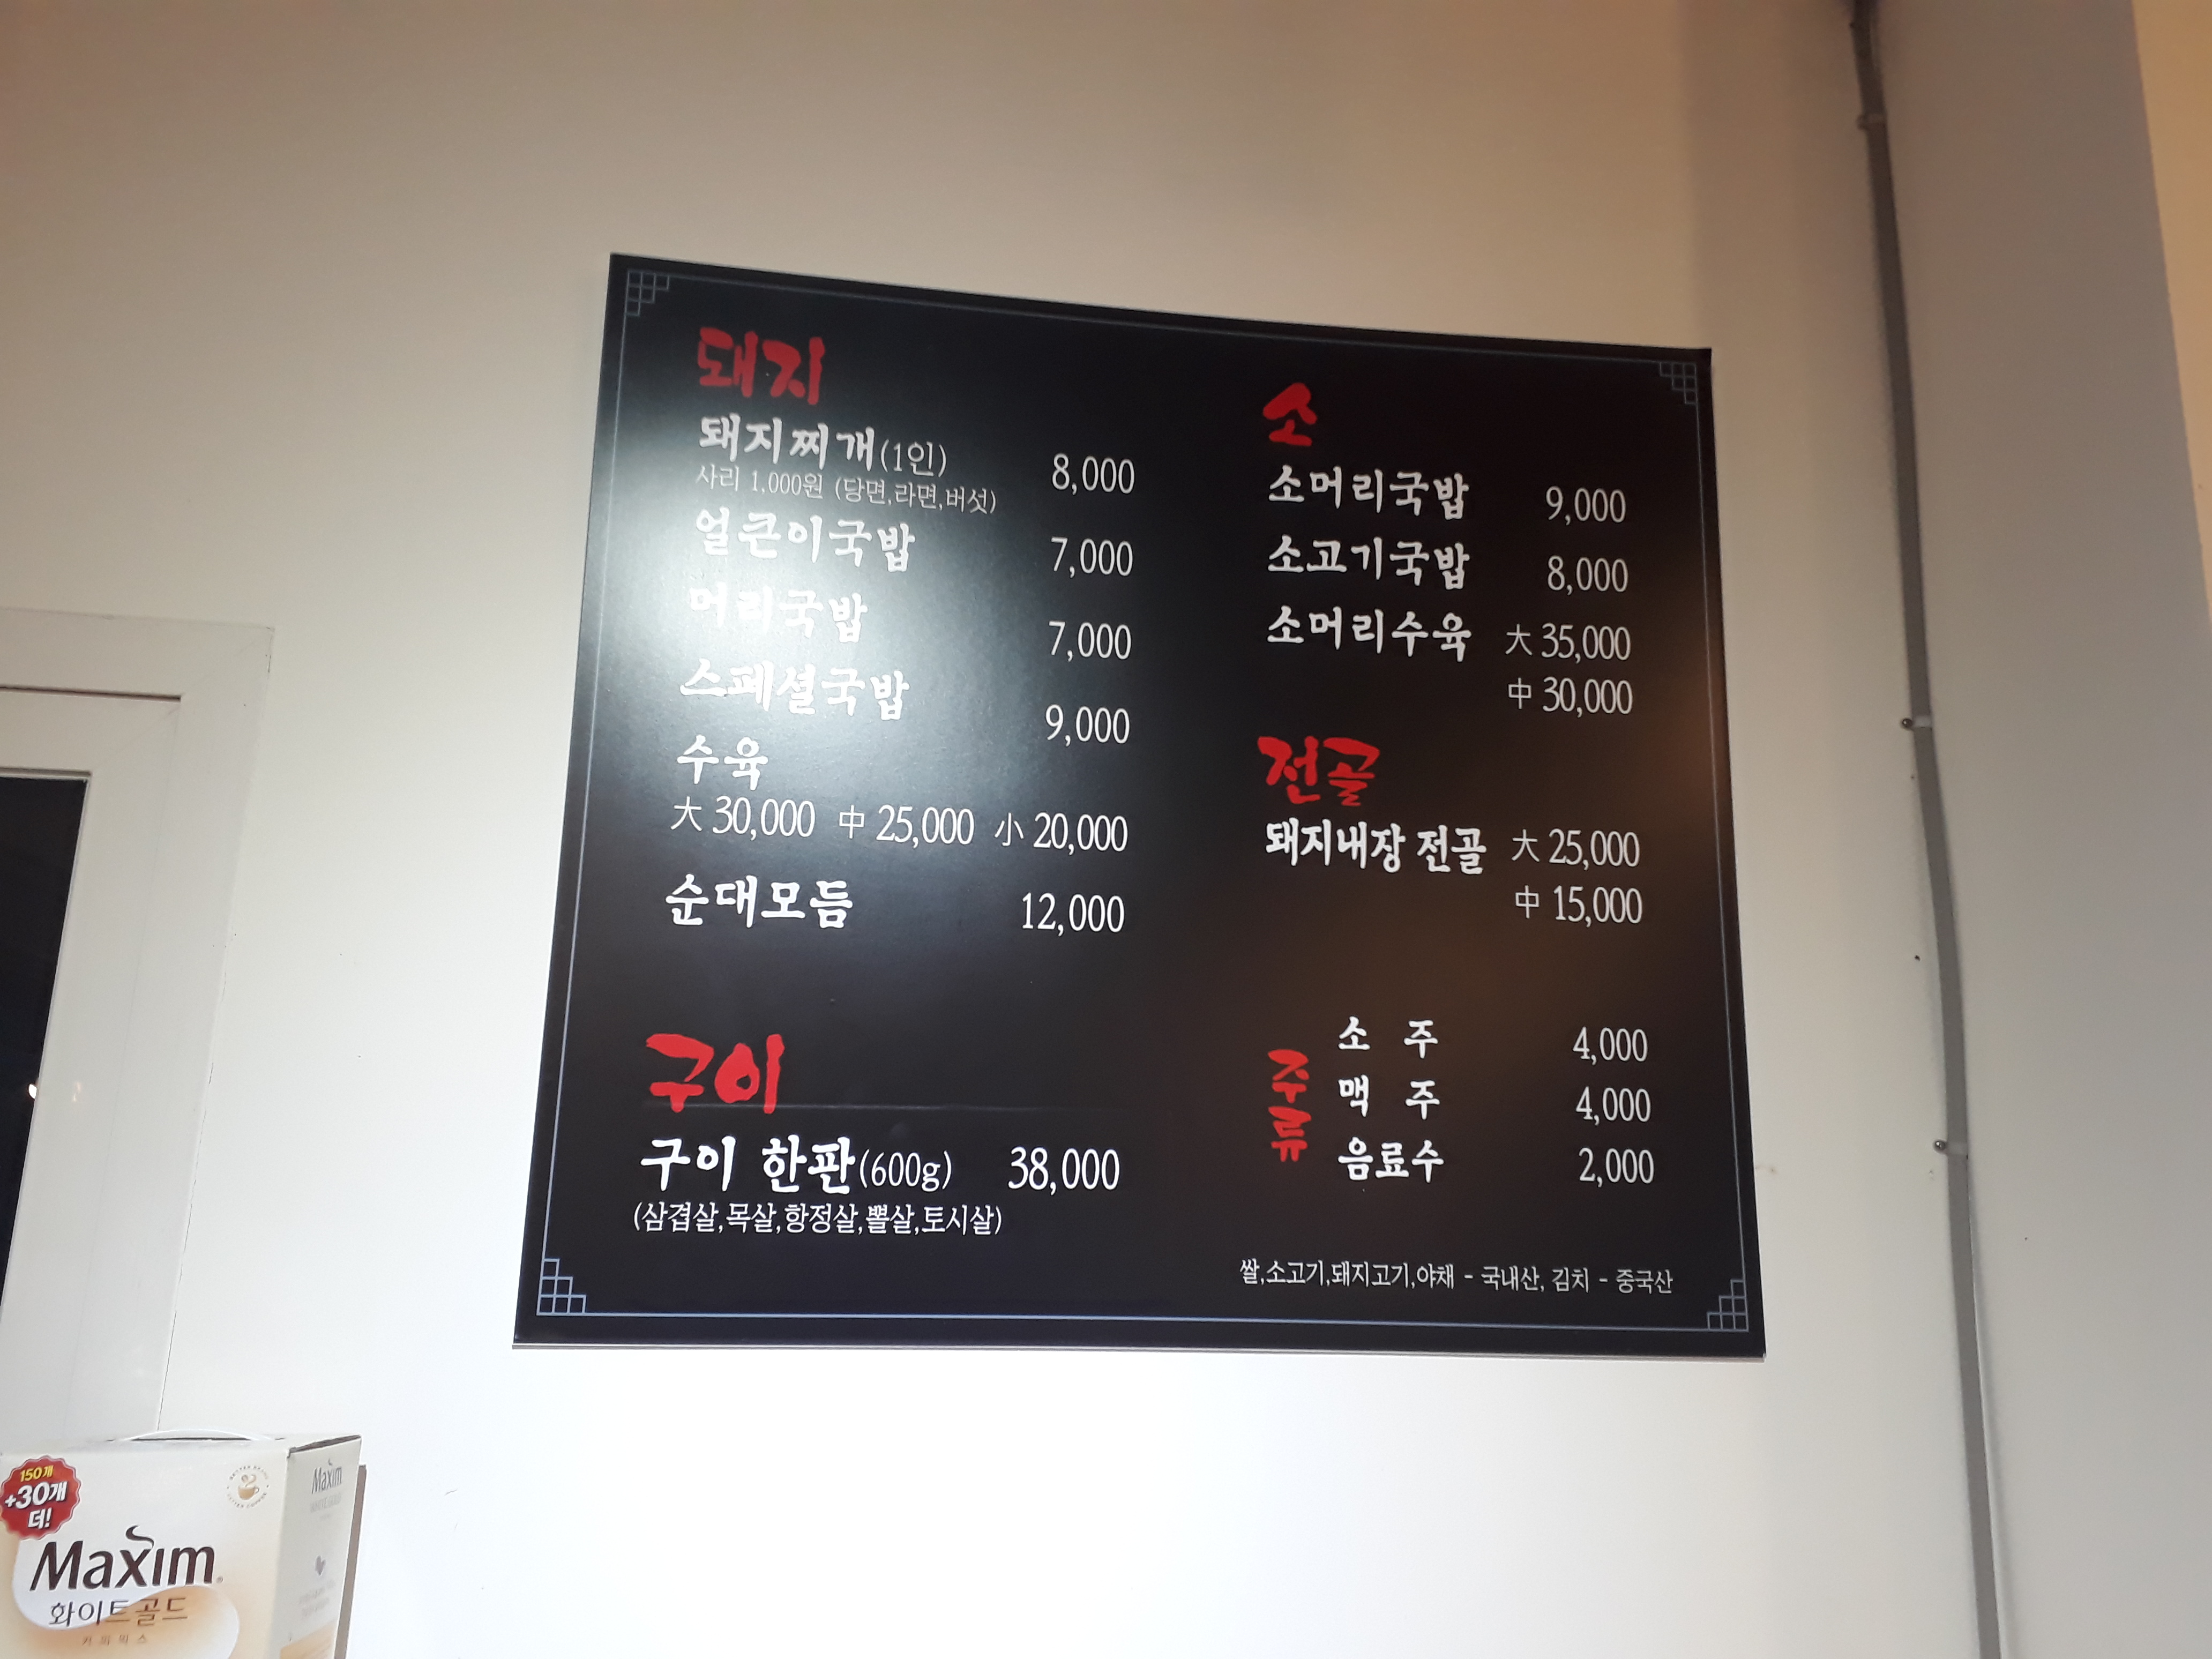 돼지
돼지찌개(1인) 8,000
사리 1,000원 (당면,라면,버섯)
얼큰이국밥 7,000
머리국밥 7,000
스페셜국밥 9,000
수육
大 30,000 中 25,000 小 20,000
순대모듬 12,000
구이
구이 한판(600g) 38,000
(삼겹살,목살,항정살,뽈살,토시살)
소
소머리국밥 9,000
소고기국밥 8,000
소머리수육 大 35,000
中 30,000
전골
돼지내장 전골 大 25,000
中 15,000
주류
소 주 4,000
맥 주 4,000
음료수 2,000
쌀,소고기,돼지고기,야채 - 국내산, 김치 - 중국산
150개
+30개
더!
Maxim
화이트골드
커피믹스
Maxim